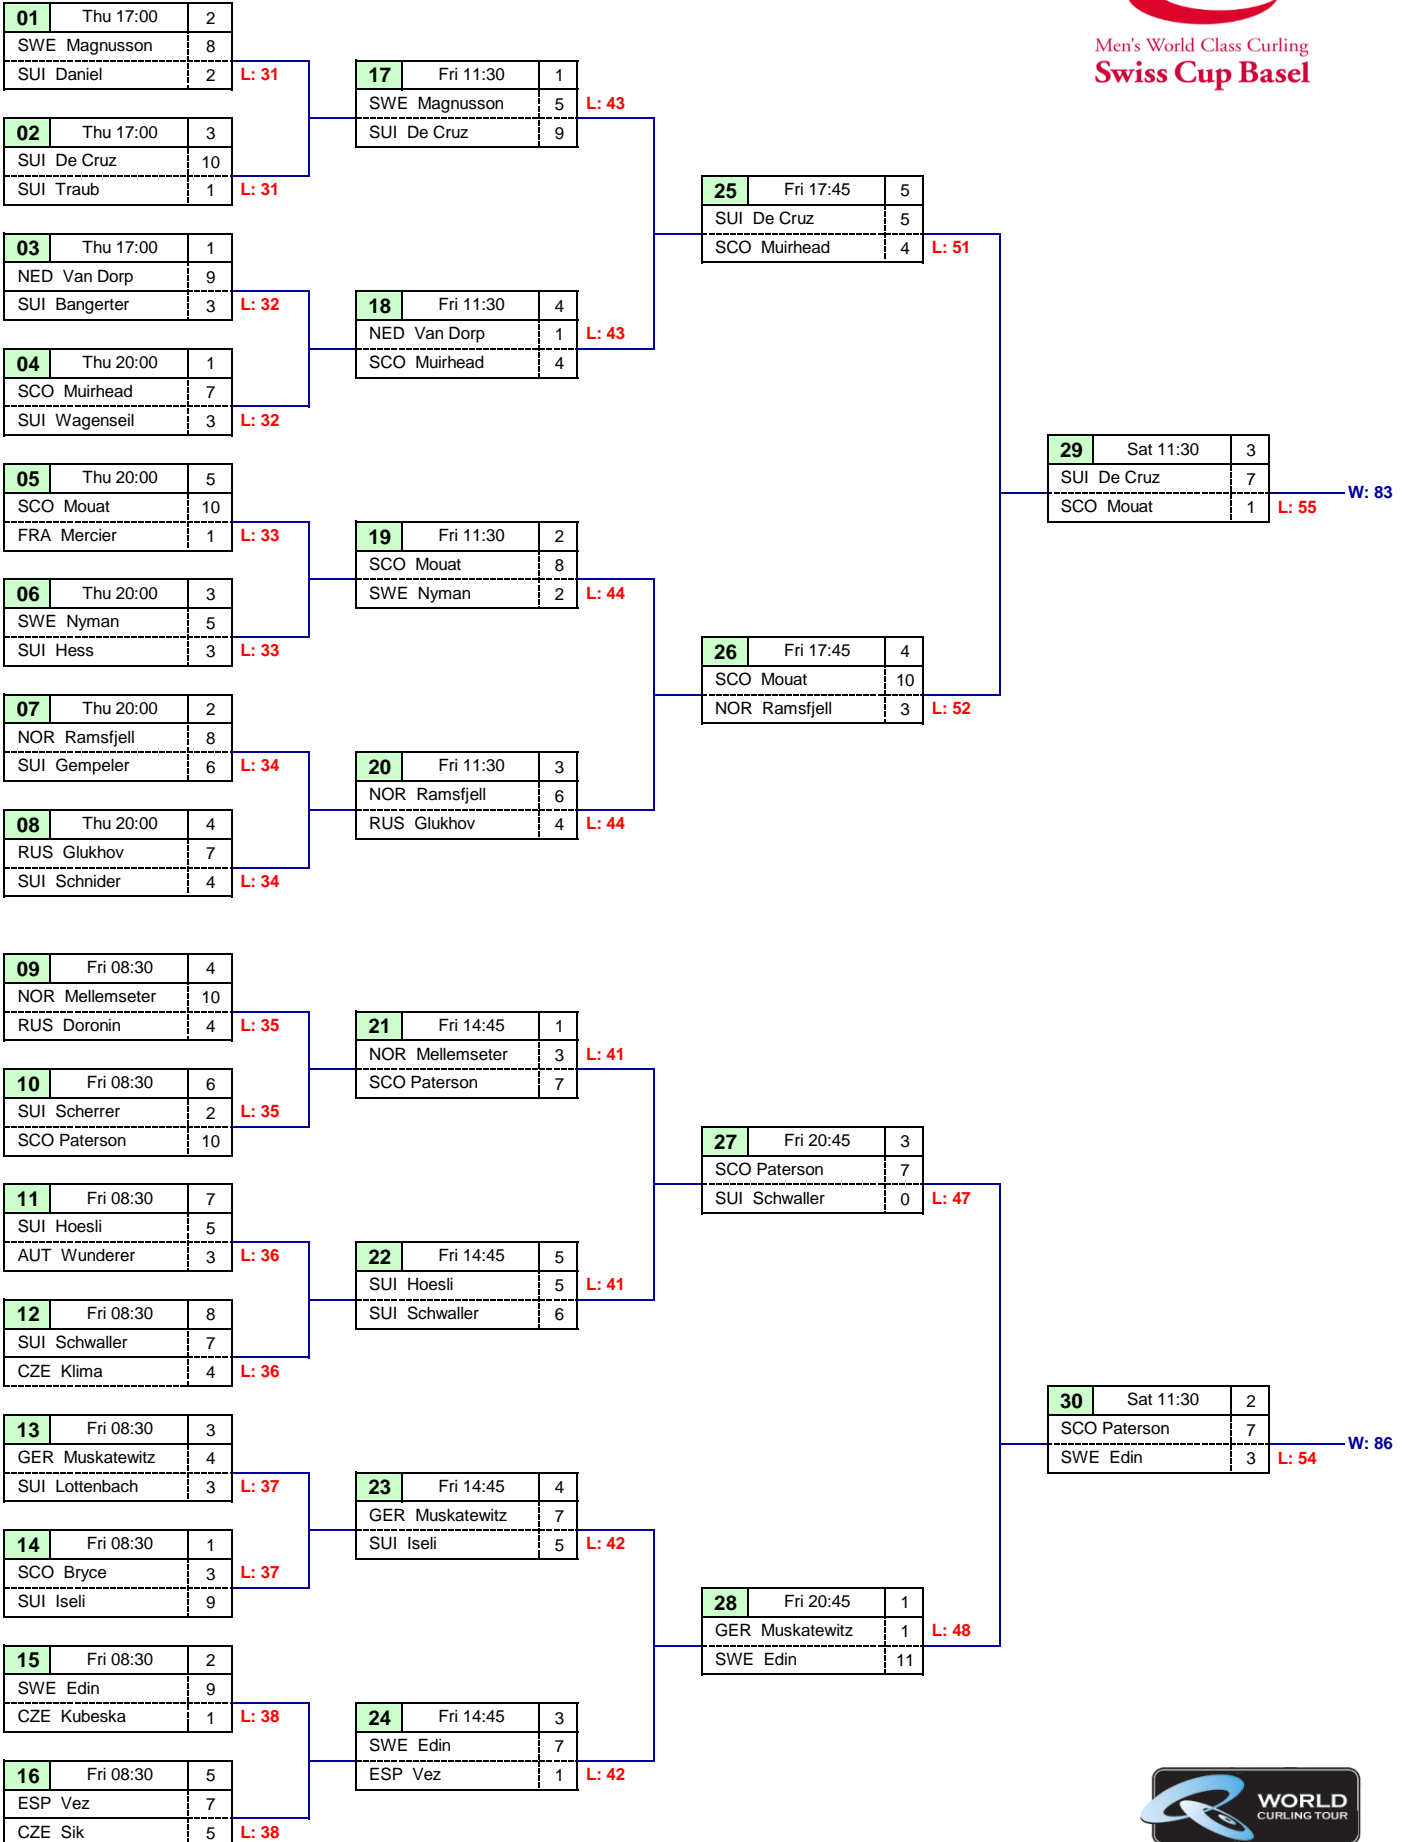 Men's World Class Curling
Swiss Cup Basel
01 Thu 17:00 2
SWE Magnusson 8
SUI Daniel 2 L: 31
02 Thu 17:00 3
SUI De Cruz 10
SUI Traub 1 L: 31
03 Thu 17:00 1
NED Van Dorp 9
SUI Bangerter 3 L: 32
04 Thu 20:00 1
SCO Muirhead 7
SUI Wagenseil 3 L: 32
05 Thu 20:00 5
SCO Mouat 10
FRA Mercier 1 L: 33
06 Thu 20:00 3
SWE Nyman 5
SUI Hess 3 L: 33
07 Thu 20:00 2
NOR Ramsfjell 8
SUI Gempeler 6 L: 34
08 Thu 20:00 4
RUS Glukhov 7
SUI Schnider 4 L: 34
09 Fri 08:30 4
NOR Mellemseter 10
RUS Doronin 4 L: 35
10 Fri 08:30 6
SUI Scherrer 2 L: 35
SCO Paterson 10
11 Fri 08:30 7
SUI Hoesli 5
AUT Wunderer 3 L: 36
12 Fri 08:30 8
SUI Schwaller 7
CZE Klima 4 L: 36
13 Fri 08:30 3
GER Muskatewitz 4
SUI Lottenbach 3 L: 37
14 Fri 08:30 1
SCO Bryce 3 L: 37
SUI Iseli 9
15 Fri 08:30 2
SWE Edin 9
CZE Kubeska 1 L: 38
16 Fri 08:30 5
ESP Vez 7
CZE Sik 5 L: 38
17 Fri 11:30 1
SWE Magnusson 5 L: 43
SUI De Cruz 9
18 Fri 11:30 4
NED Van Dorp 1 L: 43
SCO Muirhead 4
19 Fri 11:30 2
SCO Mouat 8
SWE Nyman 2 L: 44
20 Fri 11:30 3
NOR Ramsfjell 6
RUS Glukhov 4 L: 44
21 Fri 14:45 1
NOR Mellemseter 3 L: 41
SCO Paterson 7
22 Fri 14:45 5
SUI Hoesli 5 L: 41
SUI Schwaller 6
23 Fri 14:45 4
GER Muskatewitz 7
SUI Iseli 5 L: 42
24 Fri 14:45 3
SWE Edin 7
ESP Vez 1 L: 42
25 Fri 17:45 5
SUI De Cruz 5
SCO Muirhead 4 L: 51
26 Fri 17:45 4
SCO Mouat 10
NOR Ramsfjell 3 L: 52
27 Fri 20:45 3
SCO Paterson 7
SUI Schwaller 0 L: 47
28 Fri 20:45 1
GER Muskatewitz 1 L: 48
SWE Edin 11
29 Sat 11:30 3
SUI De Cruz 7
W: 83
SCO Mouat 1 L: 55
30 Sat 11:30 2
SCO Paterson 7
W: 86
SWE Edin 3 L: 54
WORLD
CURLING TOUR